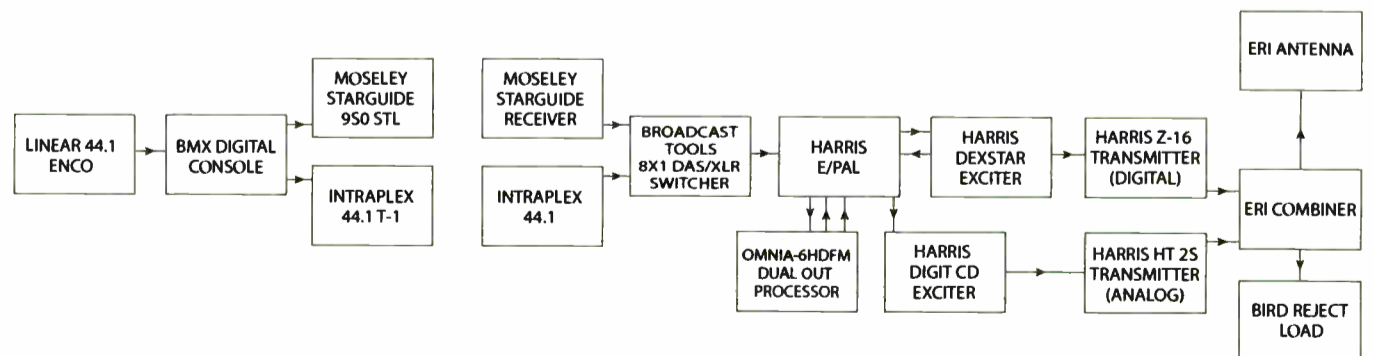 LINEAR 44.1
ENCO
BMX DIGITAL
CONSOLE
MOSELEY
STARGUIDE
950 STL
INTRAPLEX
44.1 T-1
MOSELEY
STARGUIDE
RECEIVER
INTRAPLEX
44.1
BROADCAST
TOOLS
8X1 DAS/XLR
SWITCHER
HARRIS
E/PAL
OMNIA-6HDFM
DUAL OUT
PROCESSOR
HARRIS
DEXSTAR
EXCITER
HARRIS
DIGIT CD
EXCITER
HARRIS Z-16
TRANSMITTER
(DIGITAL)
HARRIS HT 2S
TRANSMITTER
(ANALOG)
ERI ANTENNA
ERI COMBINER
BIRD REJECT
LOAD